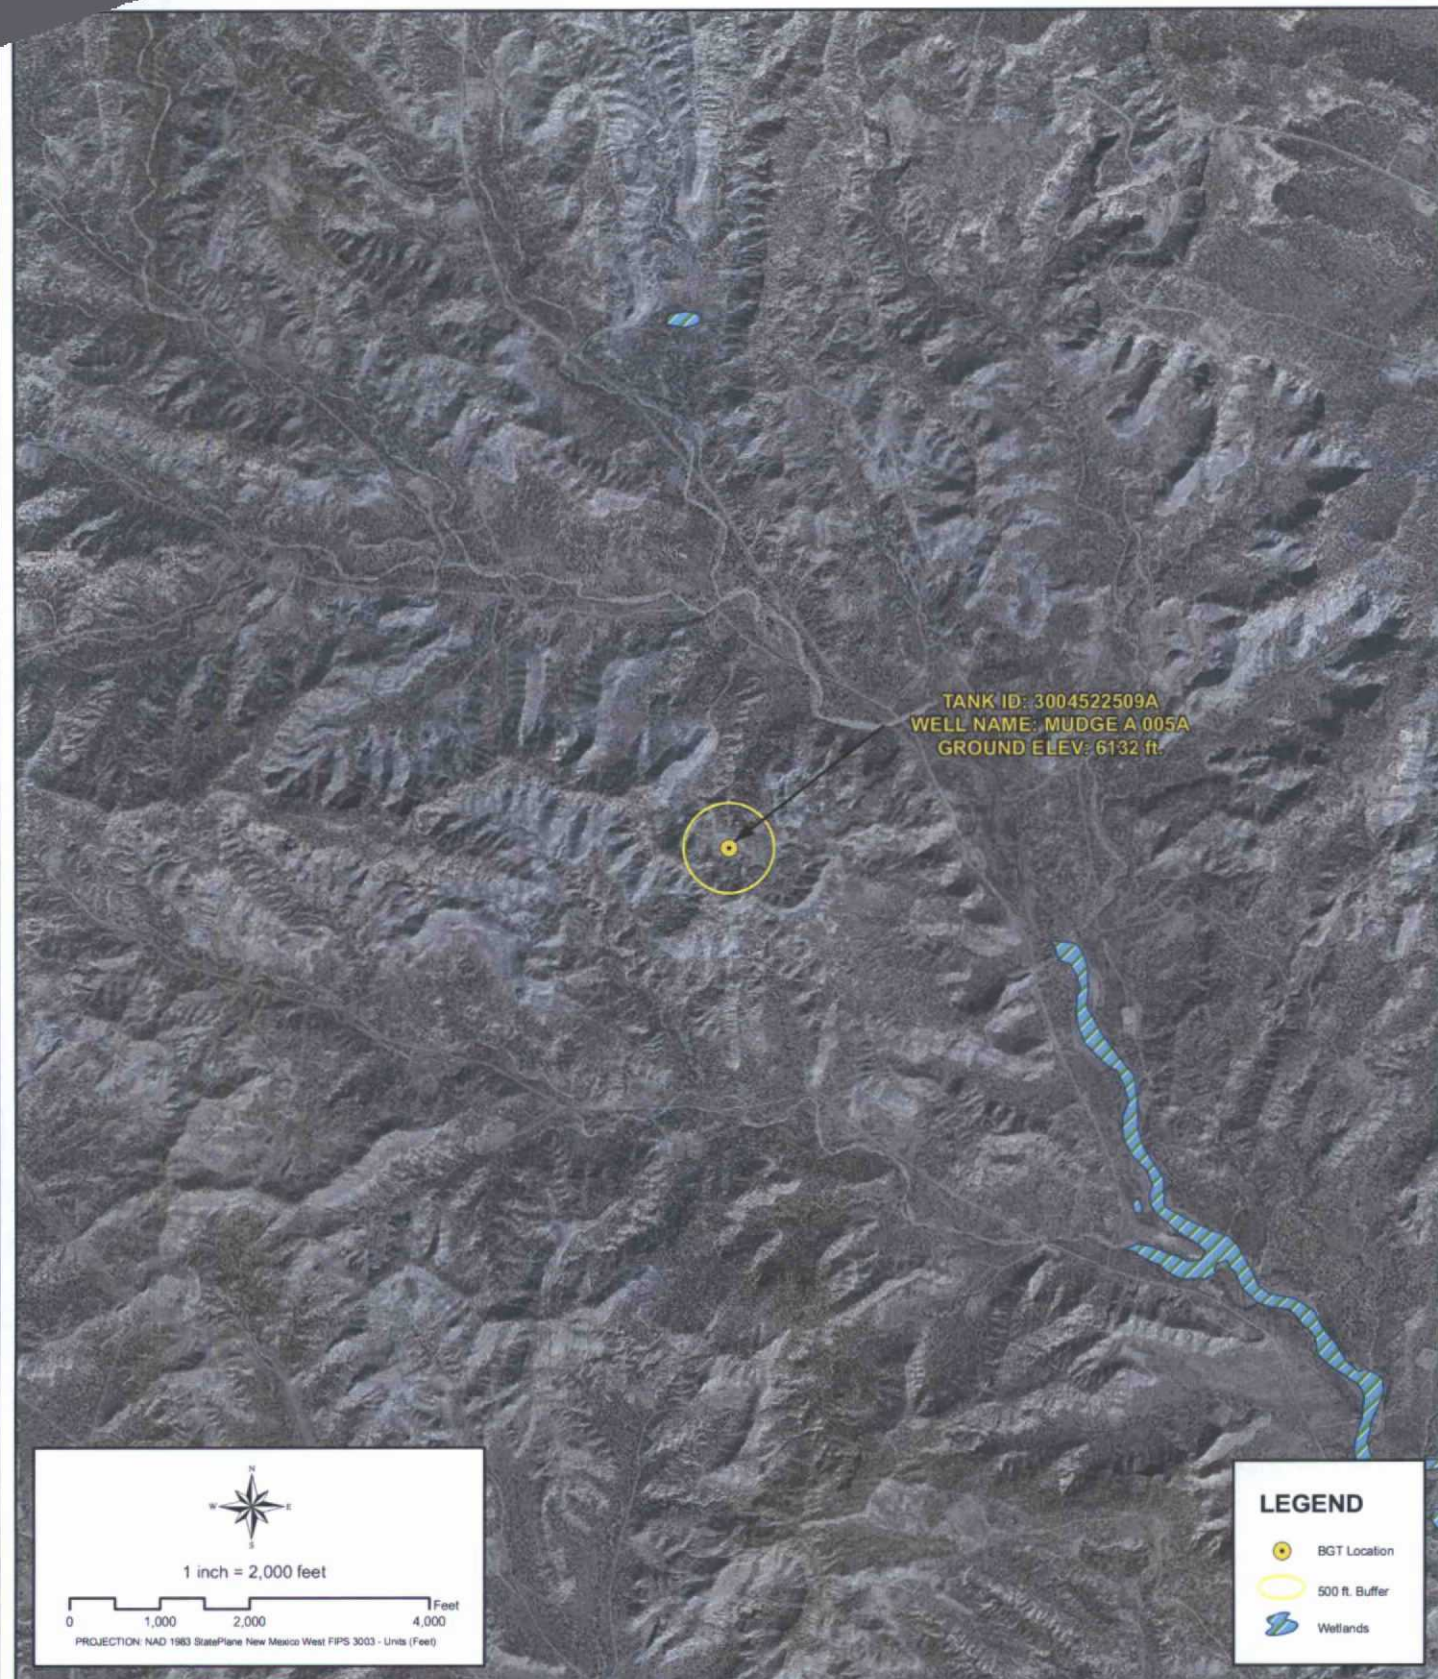 TANK ID: 3004522509A
WELL NAME: MUDGE A 005A
GROUND ELEV: 6132 ft.
N
W E
S
1 inch = 2,000 feet
Feet
0 1,000 2,000 4,000
PROJECTION: NAD 1983 StatePlane New Mexico West FIPS 3003 - Units (Feet)
LEGEND
BGT Location
500 ft. Buffer
Wetlands